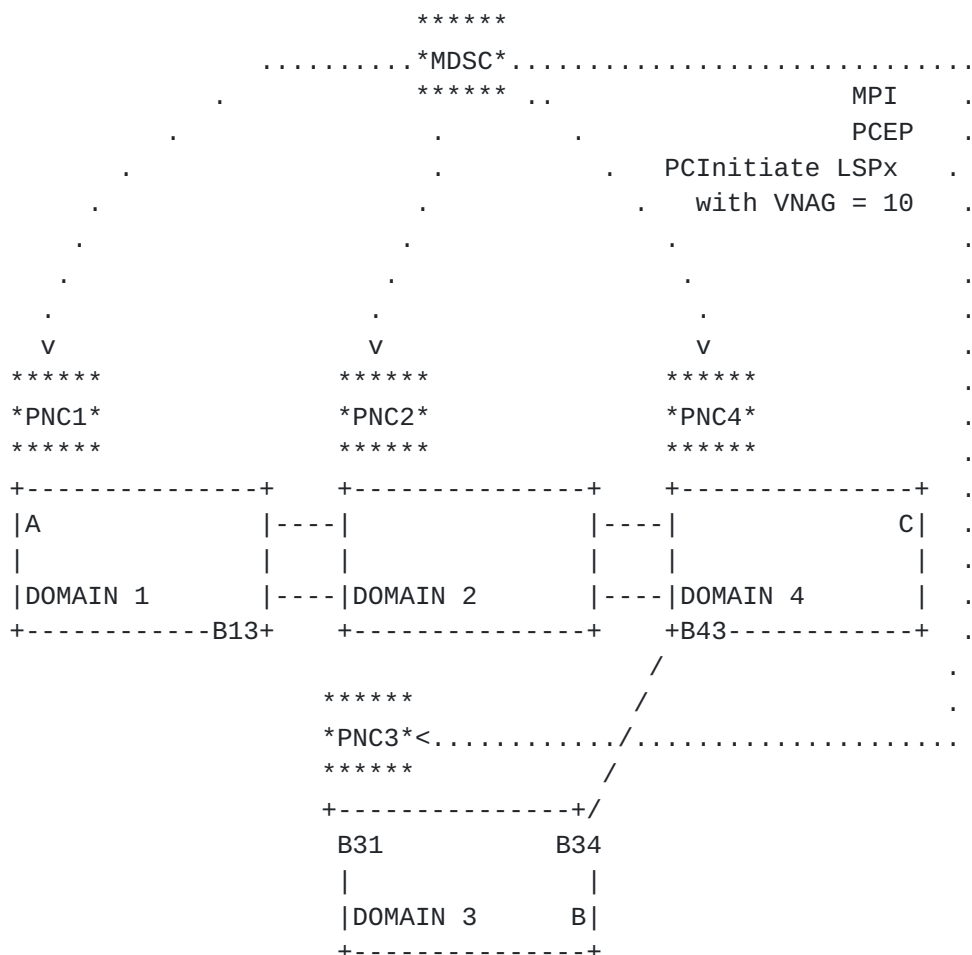 ******
..........*MDSC*..............................
. ****** .. MPI .
. . . PCEP .
. . . PCInitiate LSPx .
. . . with VNAG = 10 .
. . . .
. . . .
. . . .
v v v .
****** ****** ****** .
*PNC1* *PNC2* *PNC4* .
****** ****** ****** .
+---------------+ +---------------+ +---------------+ .
|A |----| |----| C| .
| | | | | | .
|DOMAIN 1 |----|DOMAIN 2 |----|DOMAIN 4 | .
+------------B13+ +---------------+ +B43------------+ .
/ .
****** / .
*PNC3*<............/.....................
****** /
+---------------+/
B31 B34
| |
|DOMAIN 3 B|
+---------------+